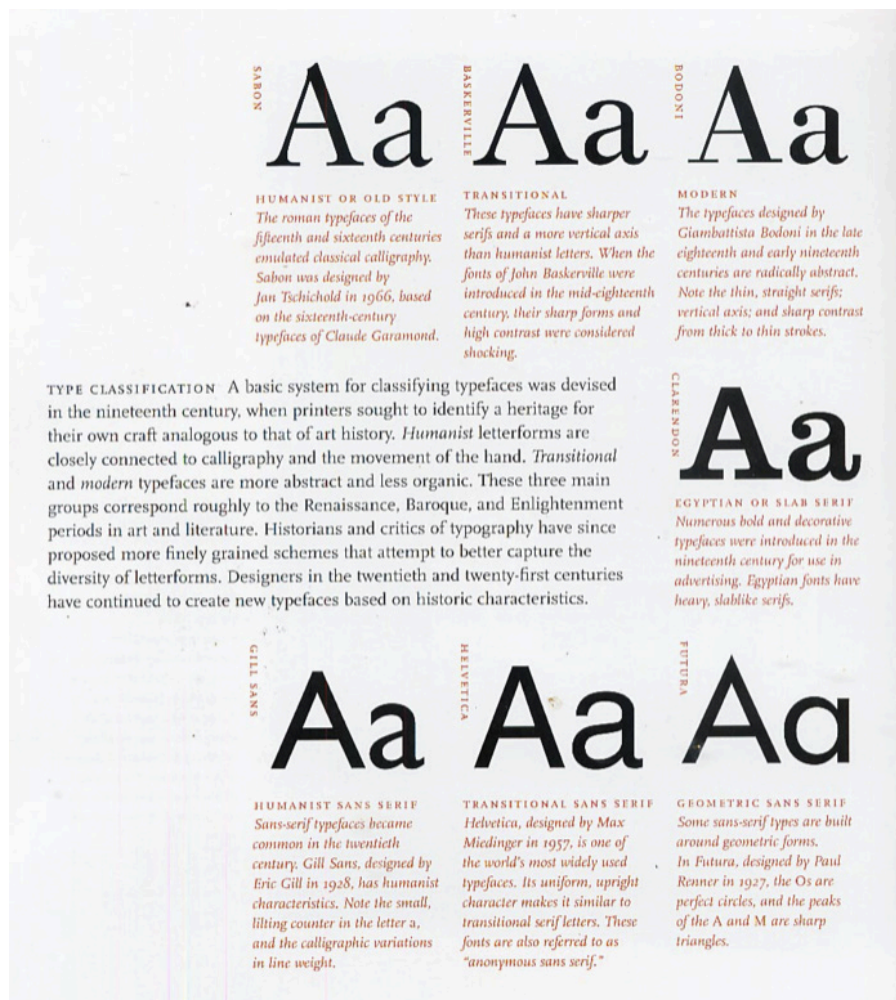 SABON
Aa
HUMANIST OR OLD STYLE
The roman typefaces of the
fifteenth and sixteenth centuries
emulated classical calligraphy.
Sabon was designed by
Jan Tschichold in 1966, based
on the sixteenth-century
typefaces of Claude Garamond.
BASKERVILLE
Aa
TRANSITIONAL
These typefaces have sharper
serifs and a more vertical axis
than humanist letters. When the
fonts of John Baskerville were
introduced in the mid-eighteenth
century, their sharp forms and
high contrast were considered
shocking.
BODONI
Aa
MODERN
The typefaces designed by
Giambattista Bodoni in the late
eighteenth and early nineteenth
centuries are radically abstract.
Note the thin, straight serifs;
vertical axis; and sharp contrast
from thick to thin strokes.
TYPE CLASSIFICATION A basic system for classifying typefaces was devised
in the nineteenth century, when printers sought to identify a heritage for
their own craft analogous to that of art history. Humanist letterforms are
closely connected to calligraphy and the movement of the hand. Transitional
and modern typefaces are more abstract and less organic. These three main
groups correspond roughly to the Renaissance, Baroque, and Enlightenment
periods in art and literature. Historians and critics of typography have since
proposed more finely grained schemes that attempt to better capture the
diversity of letterforms. Designers in the twentieth and twenty-first centuries
have continued to create new typefaces based on historic characteristics.
CLARENDON
Aa
EGYPTIAN OR SLAB SERIF
Numerous bold and decorative
typefaces were introduced in the
nineteenth century for use in
advertising. Egyptian fonts have
heavy, slablike serifs.
GILL SANS
Aa
HUMANIST SANS SERIF
Sans-serif typefaces became
common in the twentieth
century. Gill Sans, designed by
Eric Gill in 1928, has humanist
characteristics. Note the small,
lilting counter in the letter a,
and the calligraphic variations
in line weight.
HELVETICA
Aa
TRANSITIONAL SANS SERIF
Helvetica, designed by Max
Miedinger in 1957, is one of
the world's most widely used
typefaces. Its uniform, upright
character makes it similar to
transitional serif letters. These
fonts are also referred to as
"anonymous sans serif."
FUTURA
Aa
GEOMETRIC SANS SERIF
Some sans-serif types are built
around geometric forms.
In Futura, designed by Paul
Renner in 1927, the Os are
perfect circles, and the peaks
of the A and M are sharp
triangles.